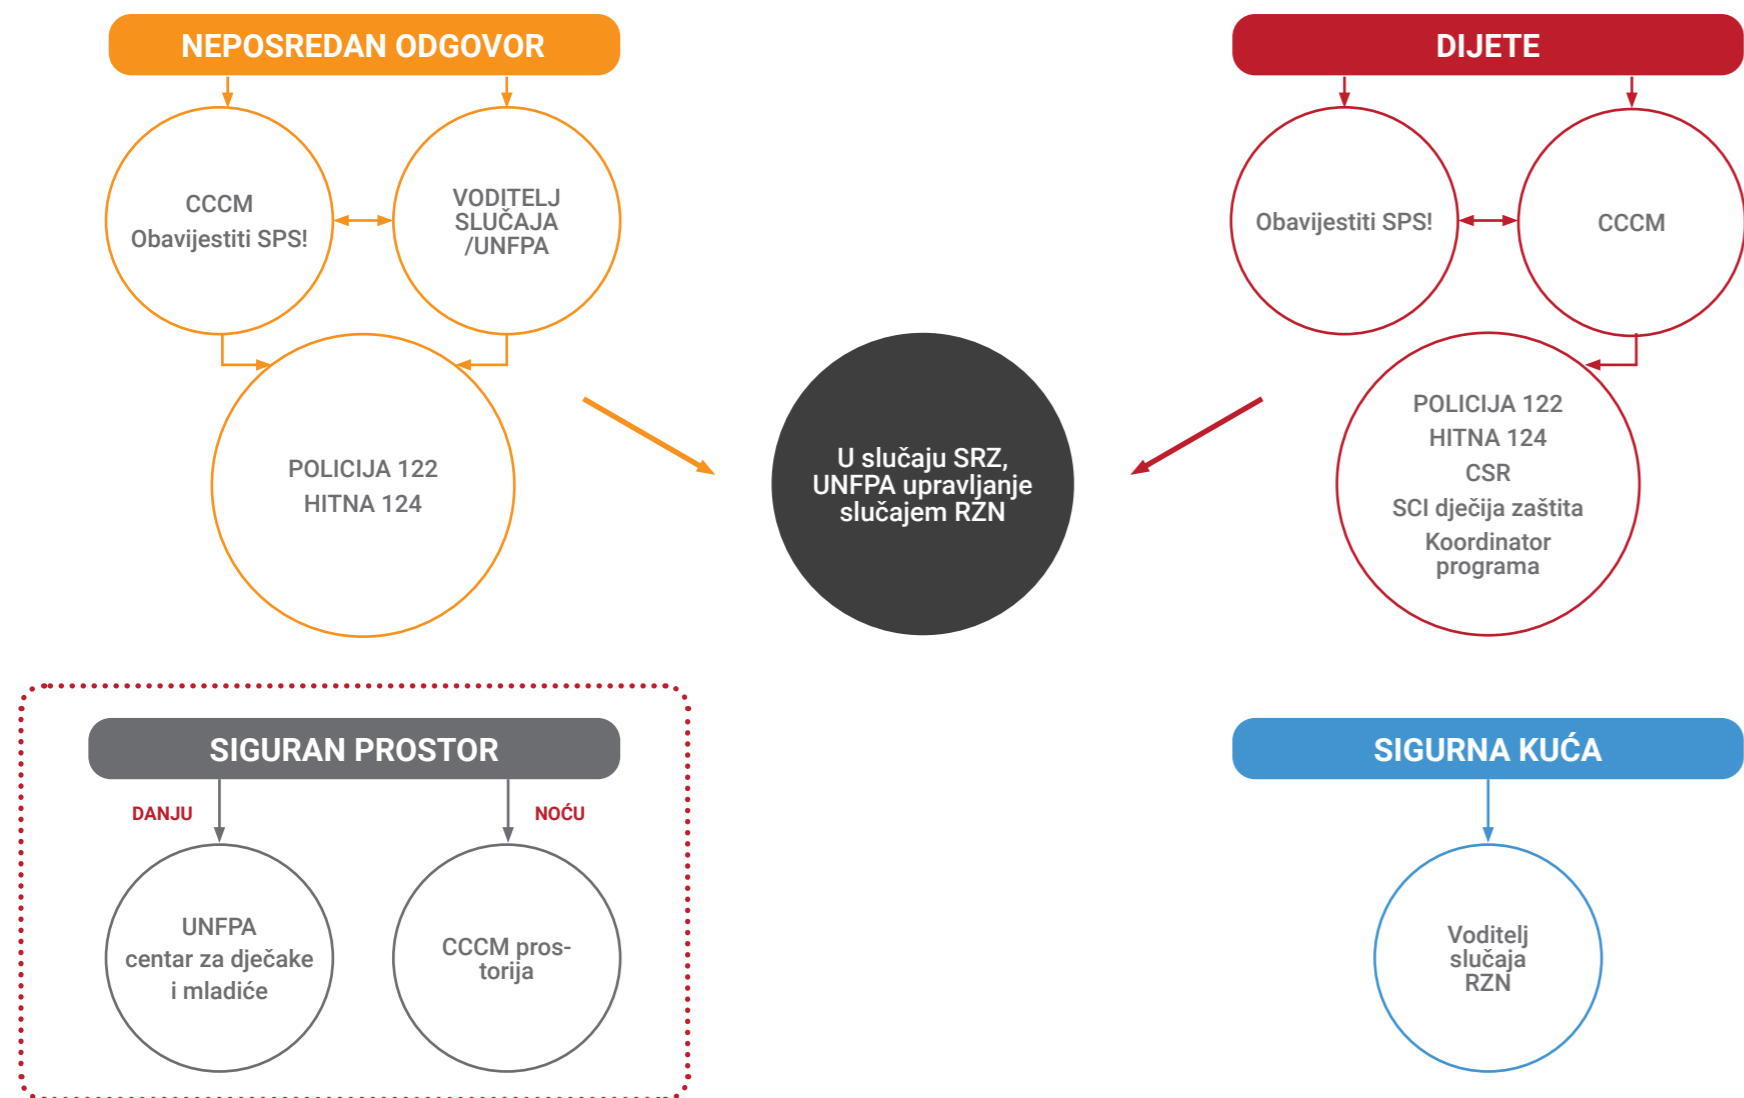 NEPOSREDAN ODGOVOR
CCCM
Obavijestiti SPS!
VODITELJ
SLUČAJA
/UNFPA
POLICIJA 122
HITNA 124
DIJETE
Obavijestiti SPS!
CCCM
POLICIJA 122
HITNA 124
CSR
SCI dječija zaštita
Koordinator
programa
U slučaju SRZ,
UNFPA upravljanje
slučajem RZN
SIGURAN PROSTOR
DANJU
NOĆU
UNFPA
centar za dječake
i mladiće
CCCM pros-
torija
SIGURNA KUĆA
Voditelj
slučaja
RZN